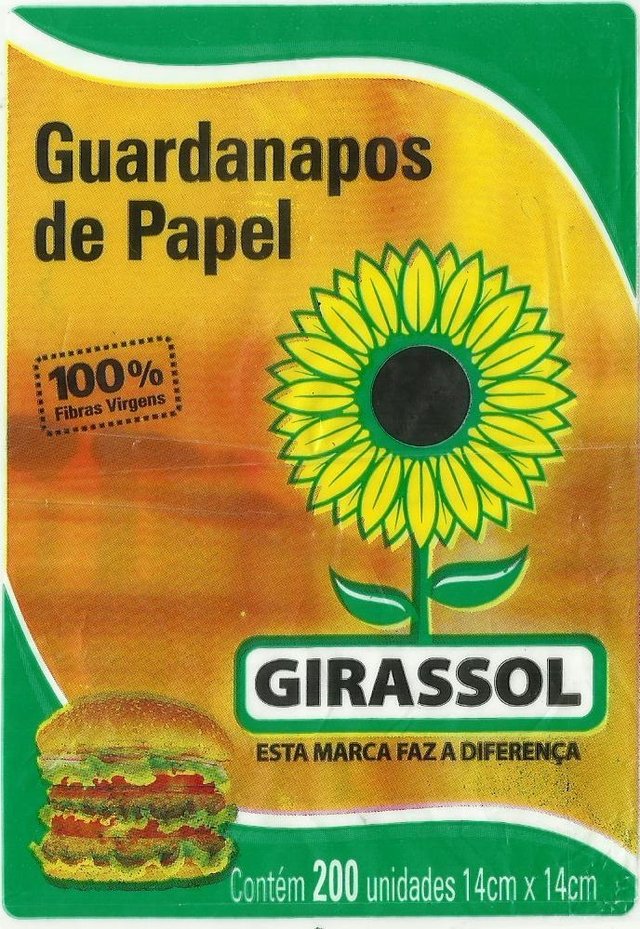 Guardanapos
de Papel
100%
Fibras Virgens
GIRASSOL
ESTA MARCA FAZ A DIFERENÇA
Contém 200 unidades 14cm x 14cm